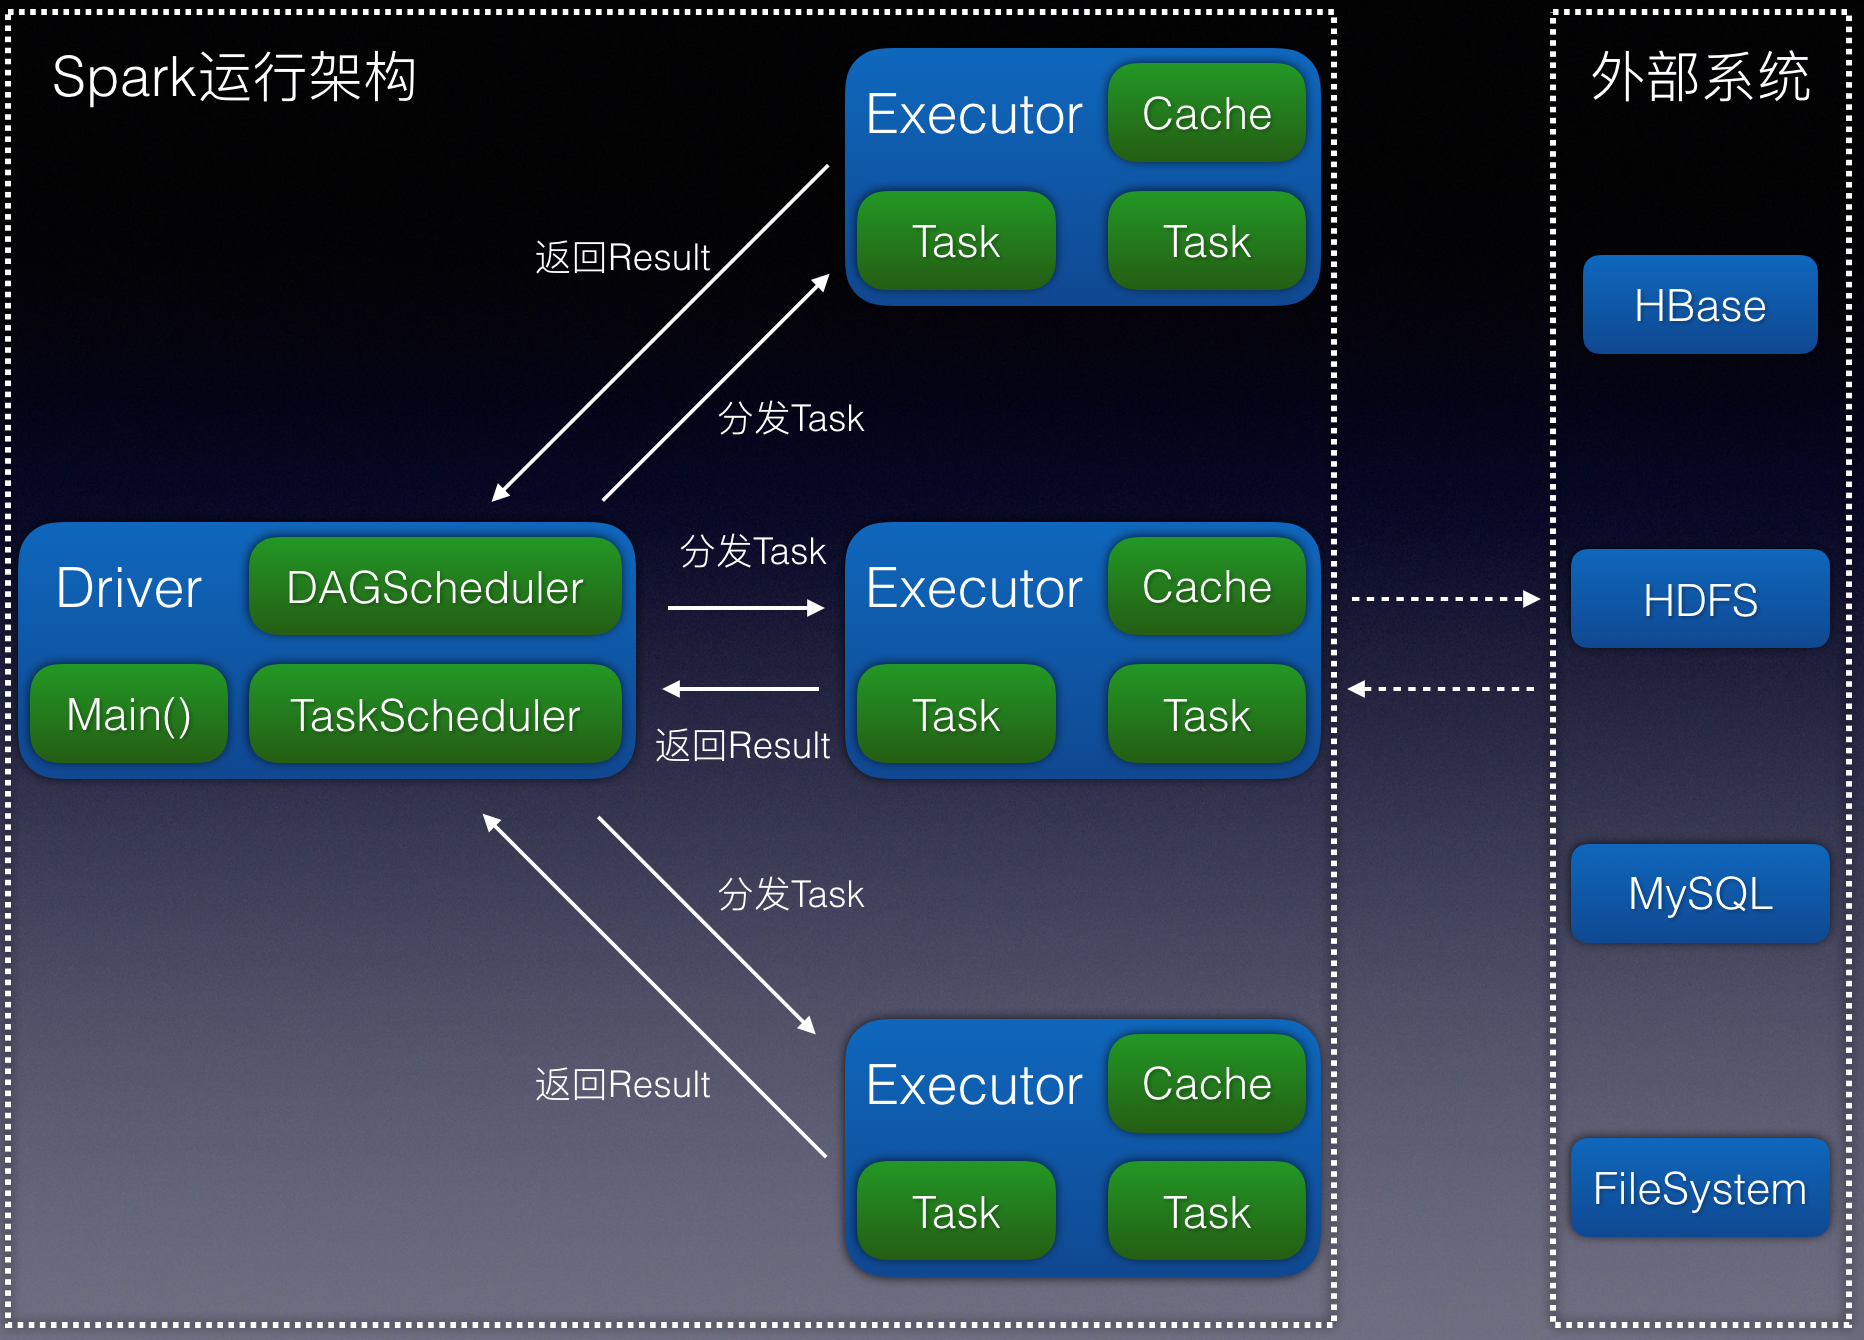 Spark运行架构
Executor
Cache
Task
Task
返回Result
分发Task
Driver
DAGScheduler
Main()
TaskScheduler
分发Task
返回Result
Executor
Cache
Task
Task
分发Task
返回Result
Executor
Cache
Task
Task
外部系统
HBase
HDFS
MySQL
FileSystem